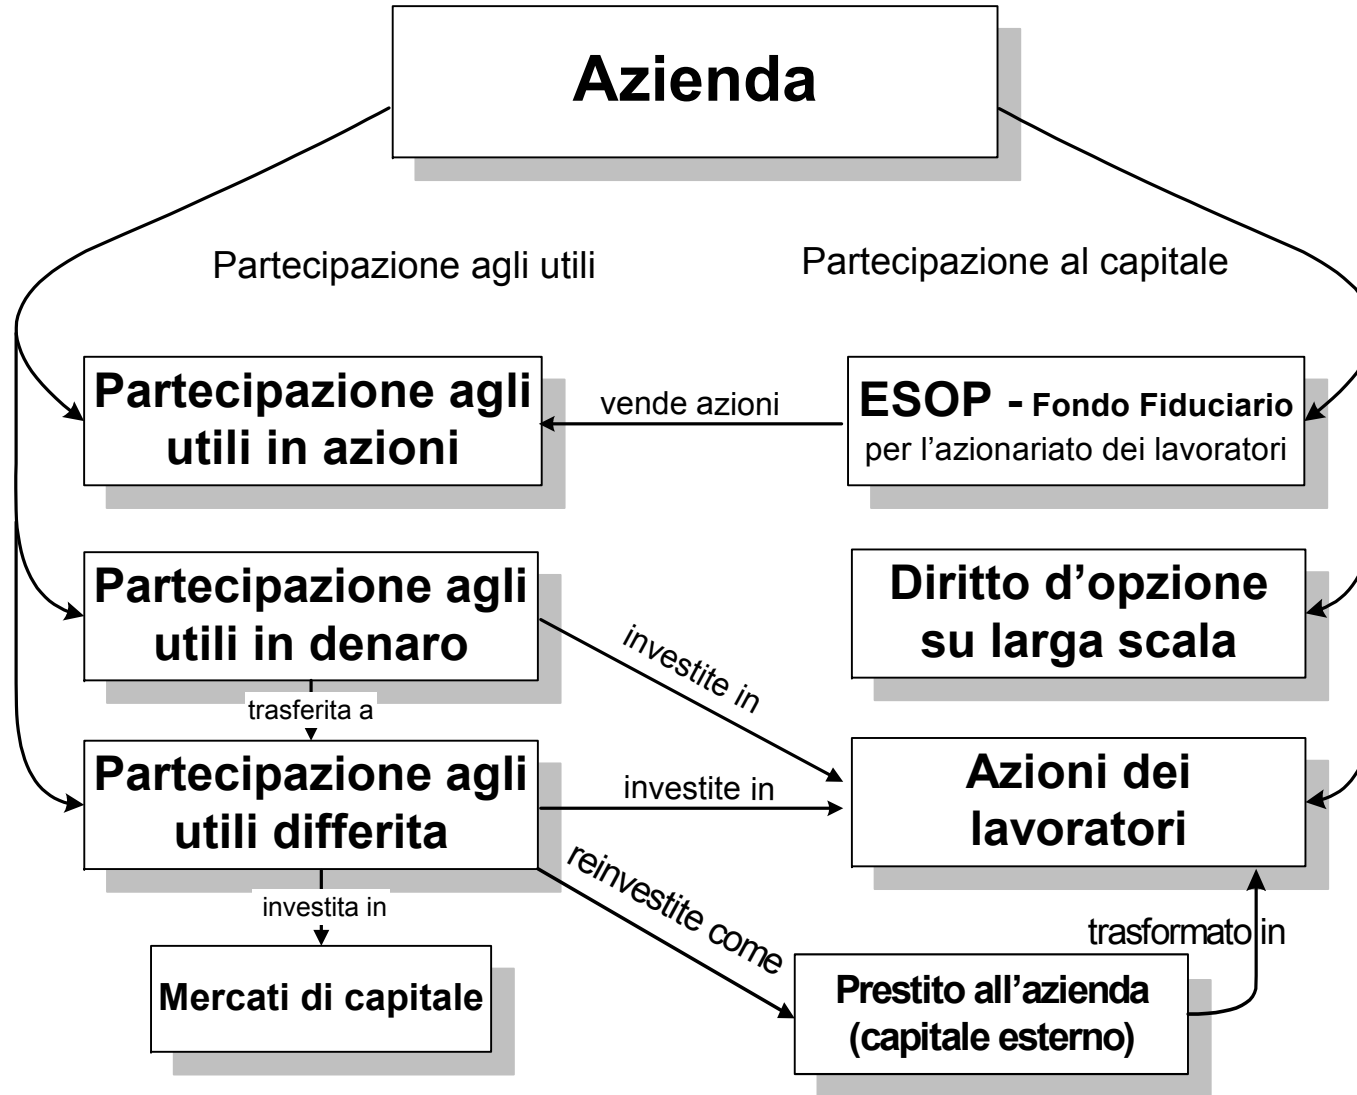 Azienda
Partecipazione agli utili
Partecipazione al capitale
Partecipazione agli
utili in azioni
vende azioni
ESOP - Fondo Fiduciario
per l’azionariato dei lavoratori
Partecipazione agli
utili in denaro
Diritto d’opzione
su larga scala
investite in
trasferita a
Partecipazione agli
utili differita
investite in
Azioni dei
lavoratori
reinvestite come
investita in
trasformato in
Mercati di capitale
Prestito all’azienda
(capitale esterno)